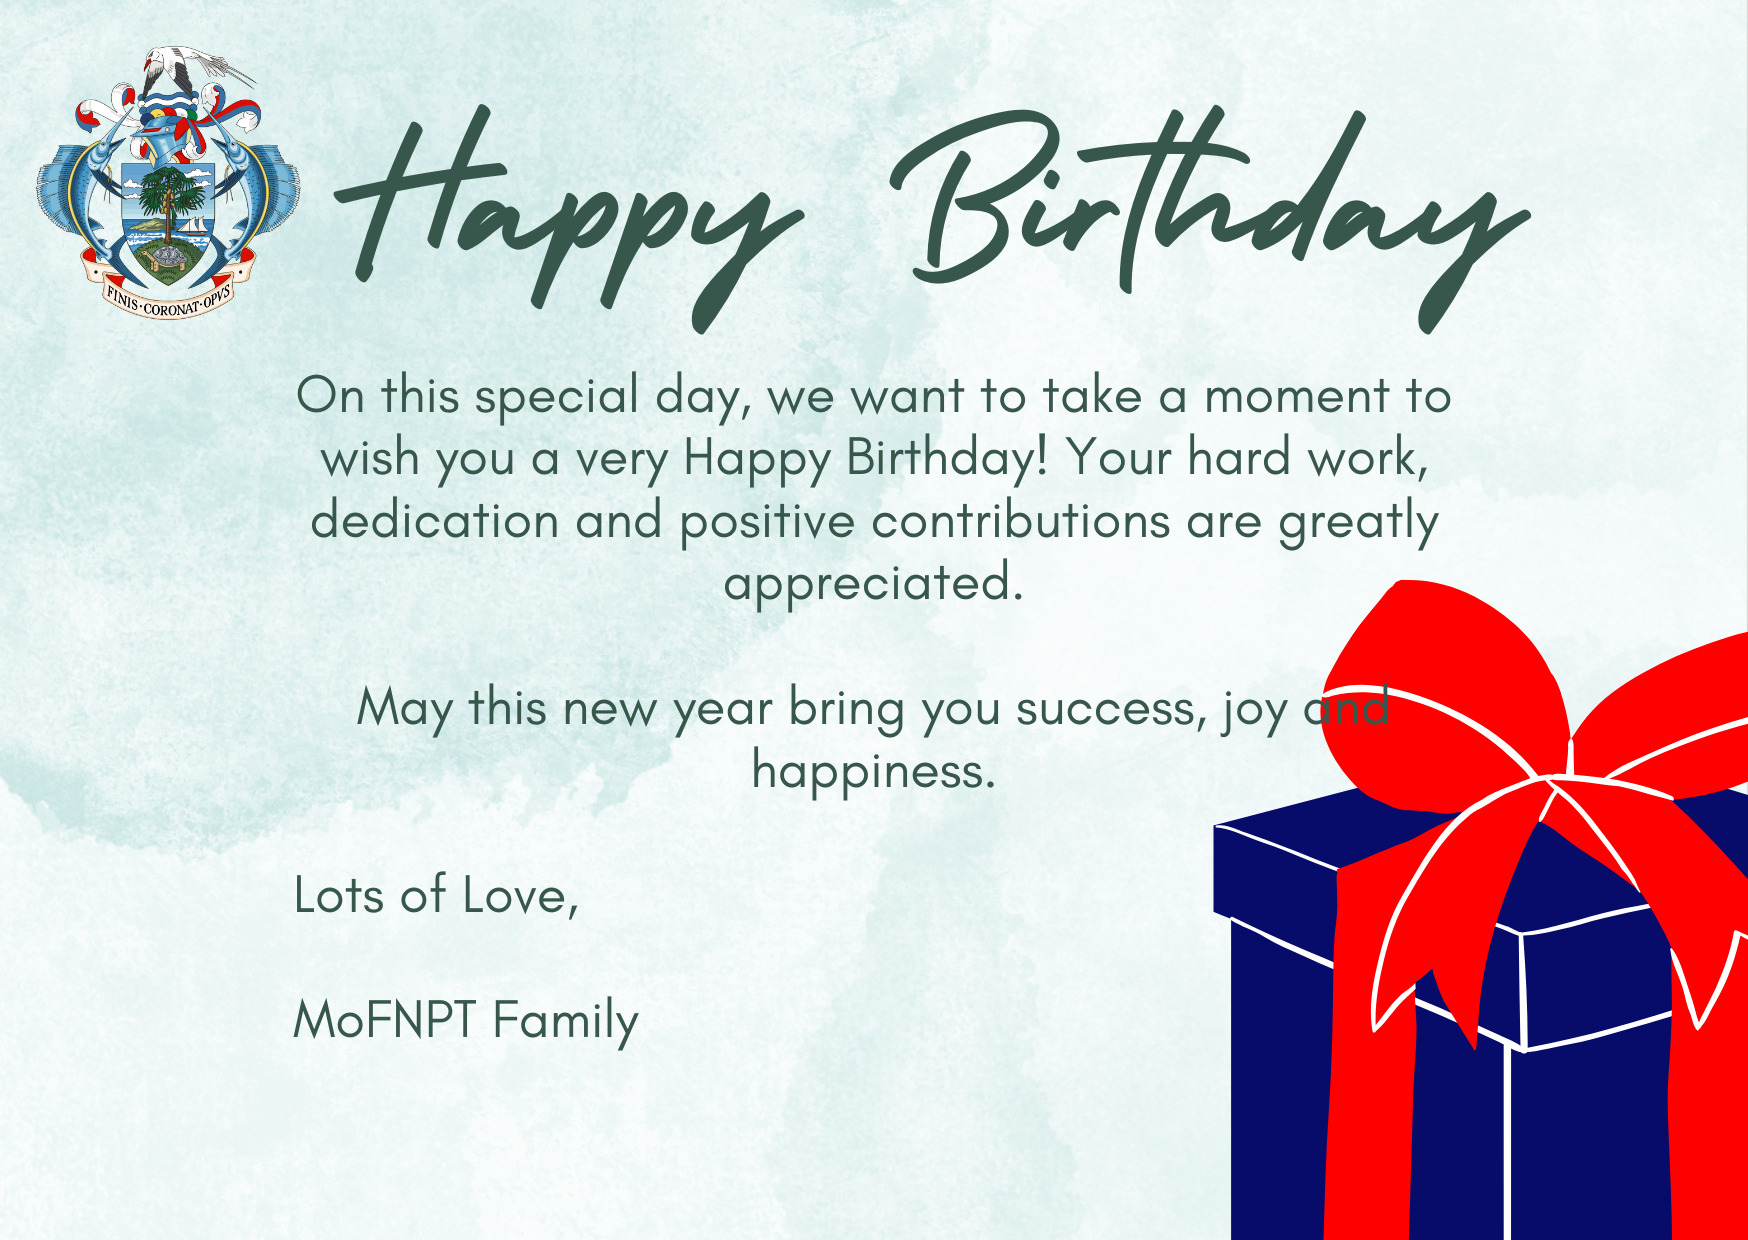 FINIS·CORONAT·OPVS
Happy Birthday
On this special day, we want to take a moment to
wish you a very Happy Birthday! Your hard work,
dedication and positive contributions are greatly
appreciated.
May this new year bring you success, joy and
happiness.
Lots of Love,
MoFNPT Family